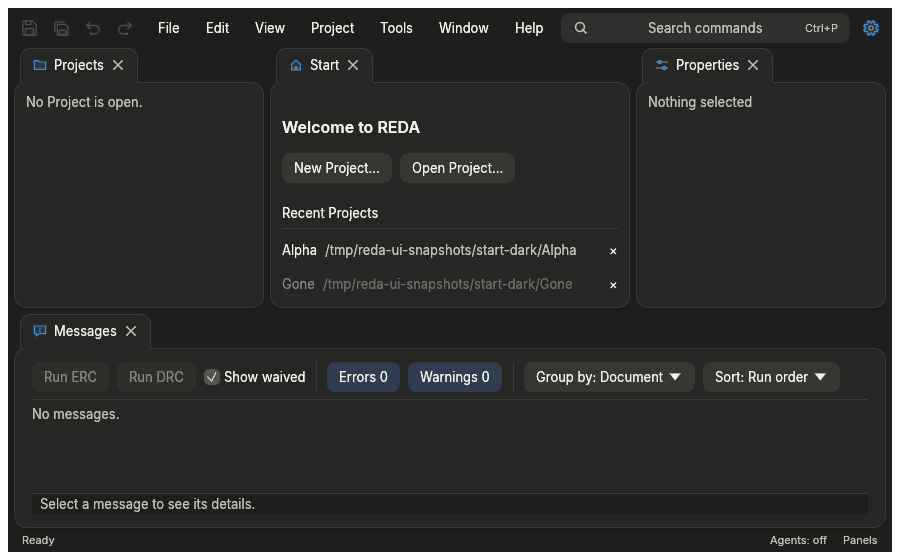 File Edit View Project Tools Window Help Search commands Ctrl+P
Projects Start Properties
No Project is open.
Welcome to REDA
New Project... Open Project...
Recent Projects
Alpha /tmp/reda-ui-snapshots/start-dark/Alpha ×
Gone /tmp/reda-ui-snapshots/start-dark/Gone ×
Nothing selected
Messages
Run ERC Run DRC Show waived Errors 0 Warnings 0 Group by: Document Sort: Run order
No messages.
Select a message to see its details.
Ready Agents: off Panels